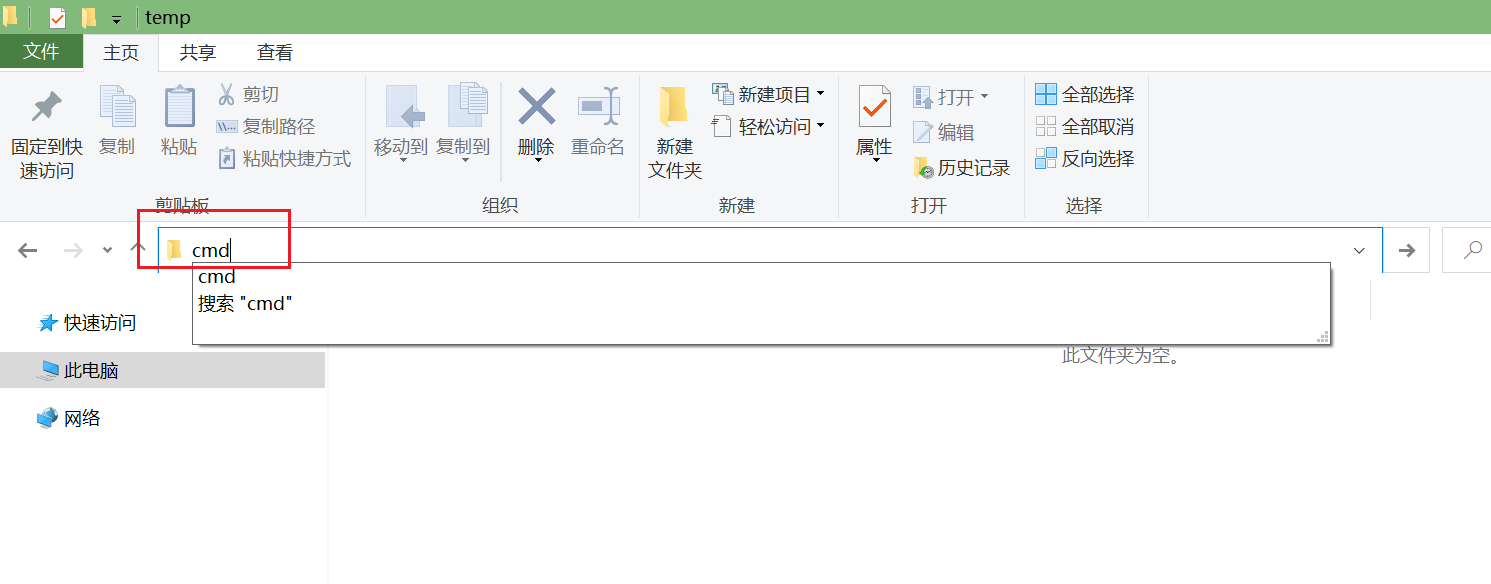 temp
文件 主页 共享 查看
固定到快速访问
复制
粘贴
剪切
复制路径
粘贴快捷方式
剪贴板
移动到
复制到
删除
重命名
组织
新建
文件夹
新建项目
轻松访问
新建
属性
打开
编辑
历史记录
打开
全部选择
全部取消
反向选择
选择
cmd
cmd
搜索 "cmd"
快速访问
此电脑
网络
此文件夹为空。